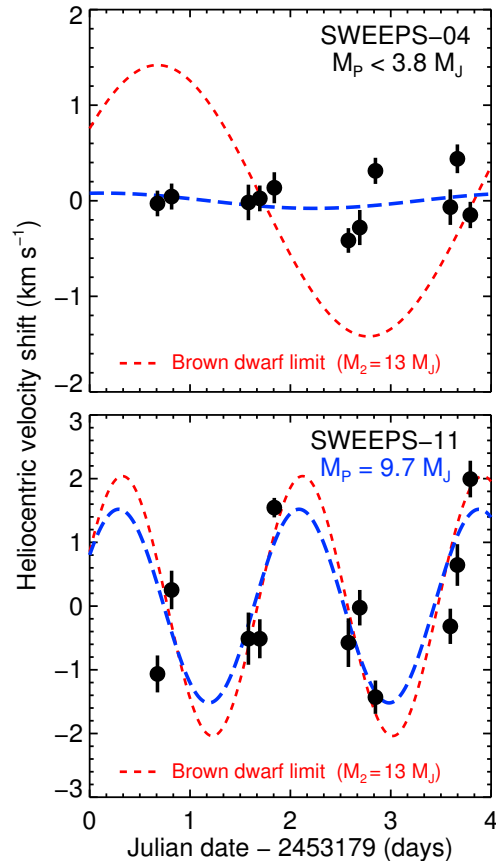 SWEEPS−04
M_P < 3.8 M_J
2
1
0
−1
−2
Brown dwarf limit (M_2=13 M_J)
Heliocentric velocity shift (km s^−1)
SWEEPS−11
M_P = 9.7 M_J
3
2
1
0
−1
−2
−3
Brown dwarf limit (M_2=13 M_J)
0 1 2 3 4
Julian date − 2453179 (days)